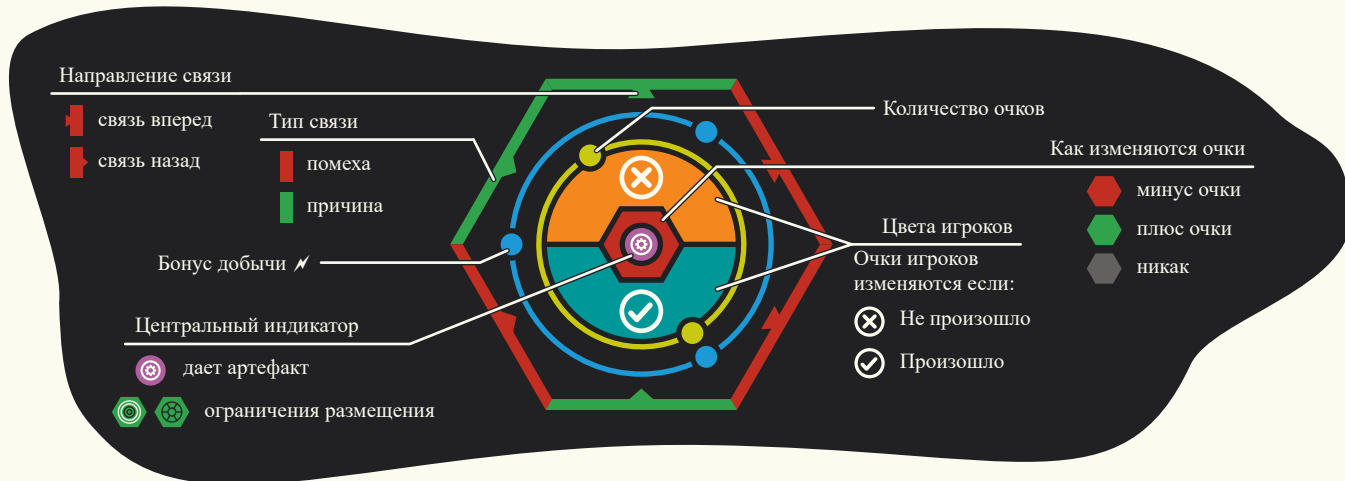 Направление связи
связь вперед
связь назад
Тип связи
помеха
причина
Бонус добычи
Центральный индикатор
дает артефакт
ограничения размещения
Количество очков
Как изменяются очки
минус очки
плюс очки
никак
Цвета игроков
Очки игроков
изменяются если:
Не произошло
Произошло